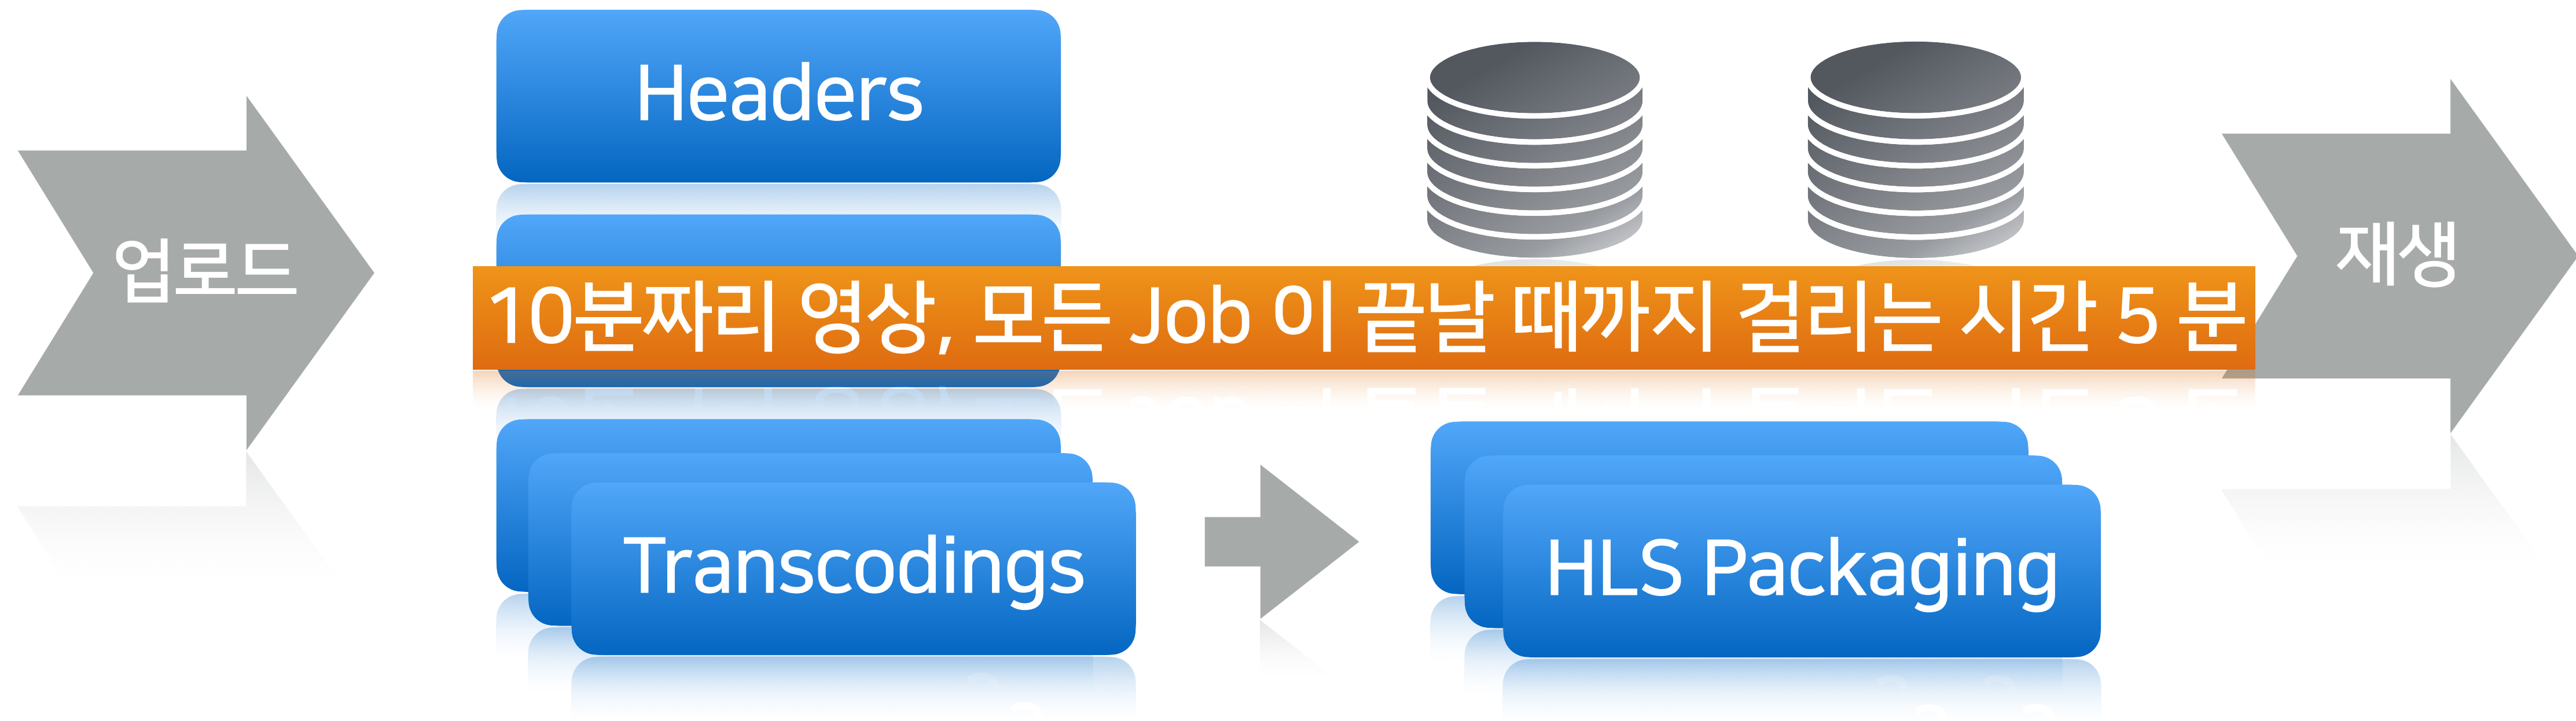 Headers
업로드
재생
10분짜리 영상, 모든 Job 이 끝날 때까지 걸리는 시간 5 분
Transcodings
HLS Packaging